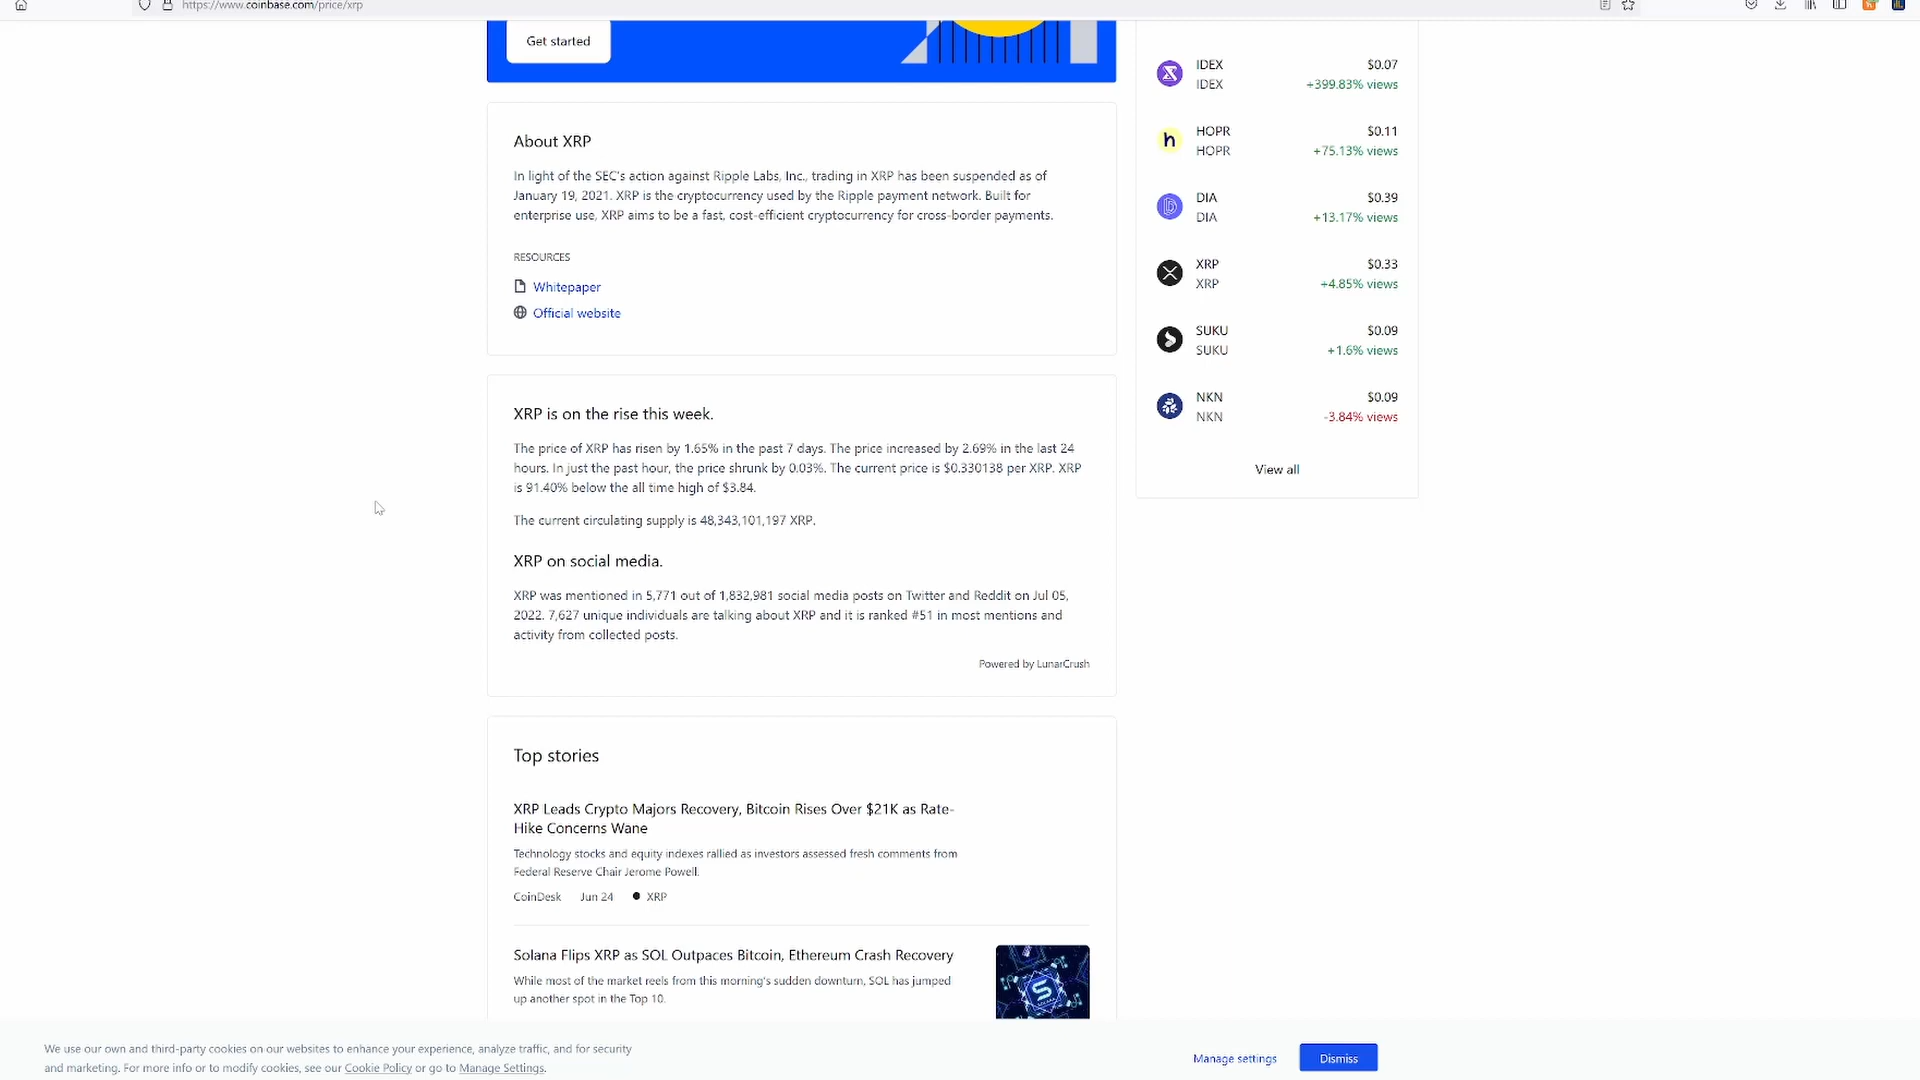 https://www.coinbase.com/price/xrp
Get started
About XRP
In light of the SEC's action against Ripple Labs, Inc., trading in XRP has been suspended as of
January 19, 2021. XRP is the cryptocurrency used by the Ripple payment network. Built for
enterprise use, XRP aims to be a fast, cost-efficient cryptocurrency for cross-border payments.
RESOURCES
Whitepaper
Official website
XRP is on the rise this week.
The price of XRP has risen by 1.65% in the past 7 days. The price increased by 2.69% in the last 24
hours. In just the past hour, the price shrunk by 0.03%. The current price is $0.330138 per XRP. XRP
is 91.40% below the all time high of $3.84.
The current circulating supply is 48,343,101,197 XRP.
XRP on social media.
XRP was mentioned in 5,771 out of 1,832,981 social media posts on Twitter and Reddit on Jul 05,
2022. 7,627 unique individuals are talking about XRP and it is ranked #51 in most mentions and
activity from collected posts.
Powered by LunarCrush
Top stories
XRP Leads Crypto Majors Recovery, Bitcoin Rises Over $21K as Rate-
Hike Concerns Wane
Technology stocks and equity indexes rallied as investors assessed fresh comments from
Federal Reserve Chair Jerome Powell.
CoinDesk Jun 24 XRP
Solana Flips XRP as SOL Outpaces Bitcoin, Ethereum Crash Recovery
While most of the market reels from this morning's sudden downturn, SOL has jumped
up another spot in the Top 10.
IDEX $0.07
IDEX +399.83% views
HOPR $0.11
HOPR +75.13% views
DIA $0.39
DIA +13.17% views
XRP $0.33
XRP +4.85% views
SUKU $0.09
SUKU +1.6% views
NKN $0.09
NKN -3.84% views
View all
We use our own and third-party cookies on our websites to enhance your experience, analyze traffic, and for security
and marketing. For more info or to modify cookies, see our Cookie Policy or go to Manage Settings.
Manage settings
Dismiss